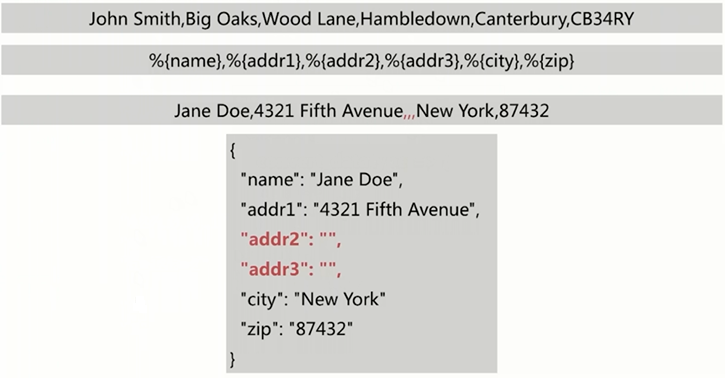 John Smith,Big Oaks,Wood Lane,Hambledown,Canterbury,CB34RY
%{name},%{addr1},%{addr2},%{addr3},%{city},%{zip}
Jane Doe,4321 Fifth Avenue,,,New York,87432
{
"name": "Jane Doe",
"addr1": "4321 Fifth Avenue",
"addr2": "",
"addr3": "",
"city": "New York"
"zip": "87432"
}